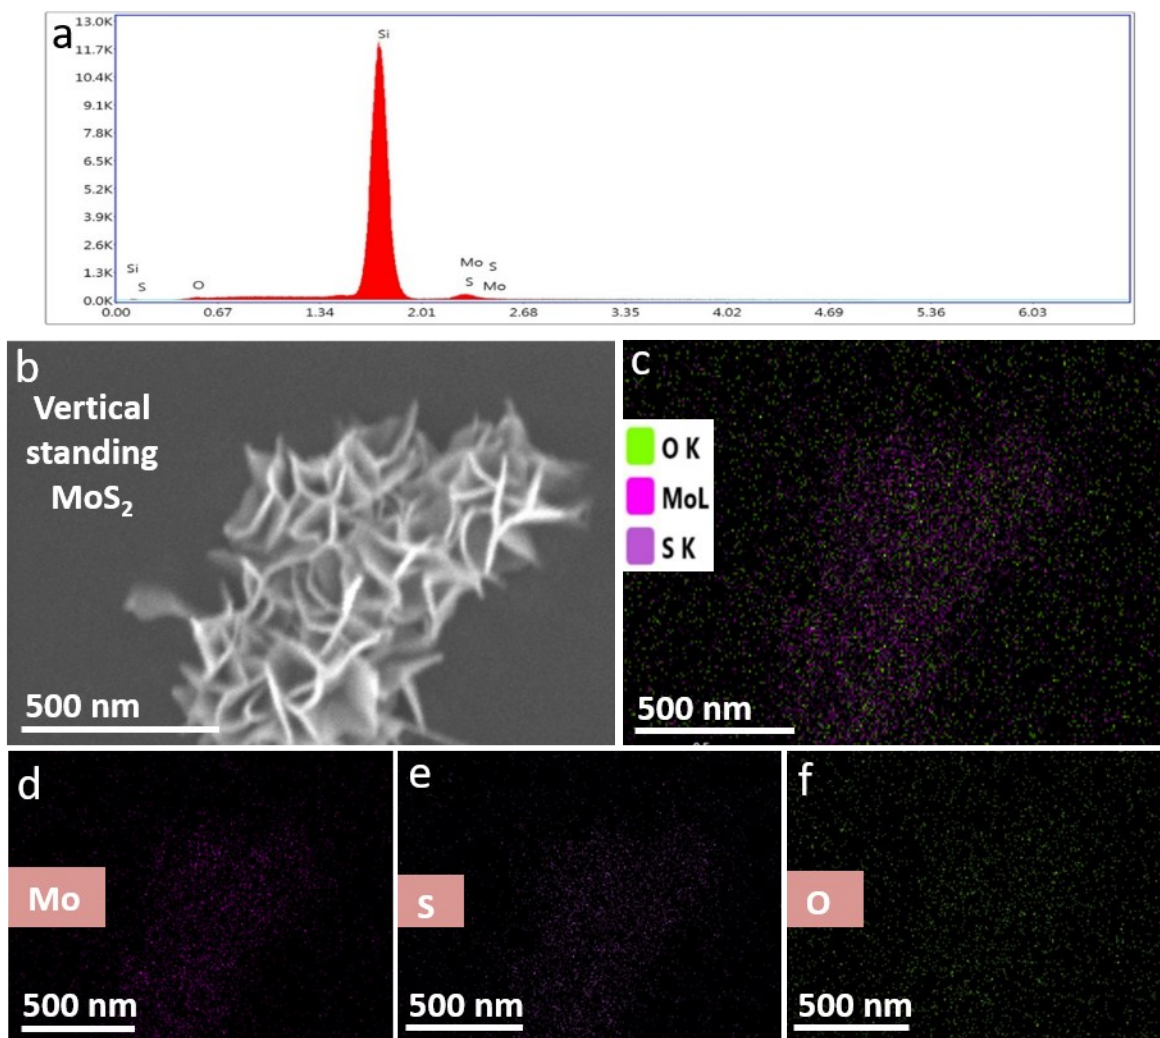 a
13.0K
11.7K
10.4K
9.1K
7.8K
6.5K
5.2K
3.9K
2.6K
1.3K
0.0K
Si
Si
S
O
Mo S
S Mo
0.00 0.67 1.34 2.01 2.68 3.35 4.02 4.69 5.36 6.03
b
Vertical
standing
MoS₂
500 nm
c
O K
MoL
S K
500 nm
d
Mo
500 nm
e
S
500 nm
f
O
500 nm